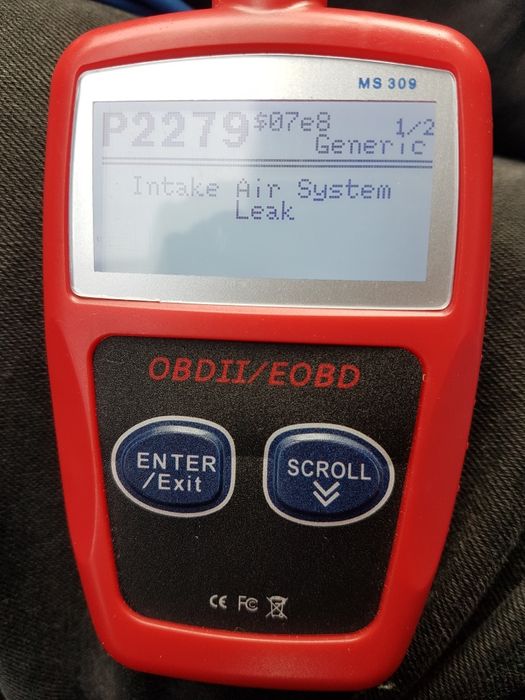 MS 309
P2279 $07e8 1/2
Generic
Intake Air System
Leak
OBDII/EOBD
ENTER
/Exit
SCROLL
CE FC